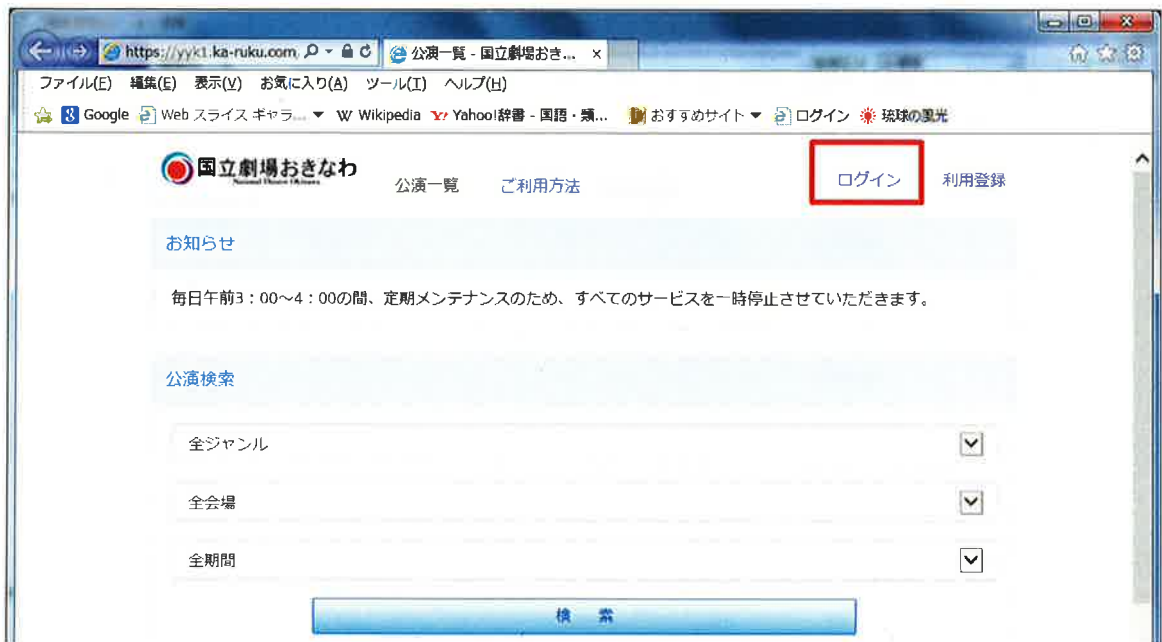 https://yyk1.ka-ruku.com
公演一覧 - 国立劇場おき... ×
ファイル(F) 編集(E) 表示(V) お気に入り(A) ツール(T) ヘルプ(H)
Google Web スライス ギャラ... ▼ W Wikipedia Y! Yahoo!辞書 - 国語・類... おすすめサイト ▼ ログイン 琉球の風光
国立劇場おきなわ 公演一覧 ご利用方法 ログイン 利用登録
National Theatre Okinawa
お知らせ
毎日午前3：00～4：00の間、定期メンテナンスのため、すべてのサービスを一時停止させていただきます。
公演検索
全ジャンル
全会場
全期間
検 索